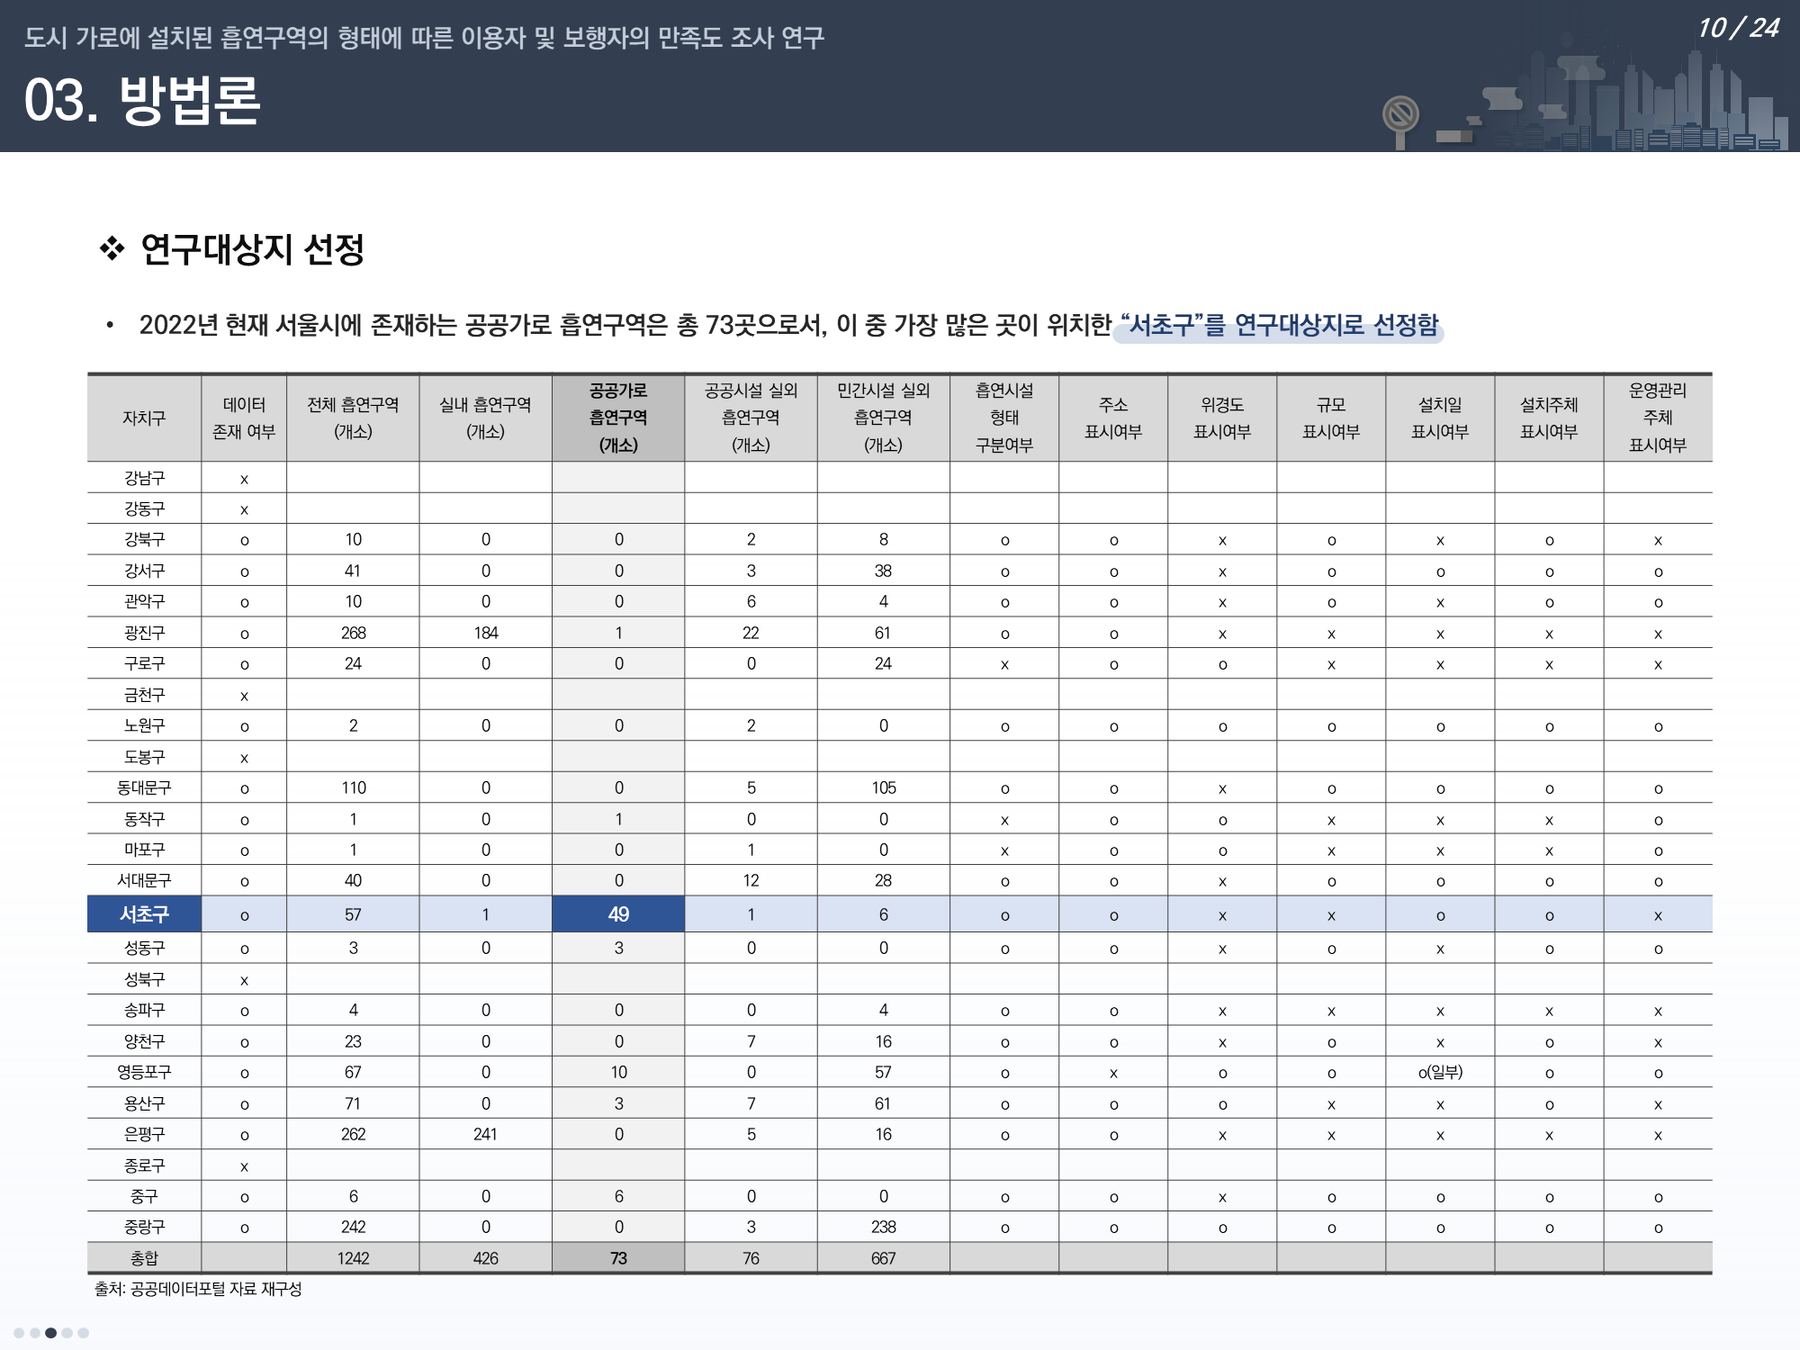 도시 가로에 설치된 흡연구역의 형태에 따른 이용자 및 보행자의 만족도 조사 연구
10 / 24
03. 방법론
❖ 연구대상지 선정
• 2022년 현재 서울시에 존재하는 공공가로 흡연구역은 총 73곳으로서, 이 중 가장 많은 곳이 위치한 “서초구”를 연구대상지로 선정함
자치구 데이터 존재 여부 전체 흡연구역 (개소) 실내 흡연구역 (개소) 공공가로 흡연구역 (개소) 공공시설 실외 흡연구역 (개소) 민간시설 실외 흡연구역 (개소) 흡연시설 형태 구분여부 주소 표시여부 위경도 표시여부 규모 표시여부 설치일 표시여부 설치주체 표시여부 운영관리 주체 표시여부
강남구 x
강동구 x
강북구 o 10 0 0 2 8 o o x o x o x
강서구 o 41 0 0 3 38 o o x o o o o
관악구 o 10 0 0 6 4 o o x o x o o
광진구 o 268 184 1 22 61 o o x x x x x
구로구 o 24 0 0 0 24 x o o x x x x
금천구 x
노원구 o 2 0 0 2 0 o o o o o o o
도봉구 x
동대문구 o 110 0 0 5 105 o o x o o o o
동작구 o 1 0 1 0 0 x o o x x x o
마포구 o 1 0 0 1 0 x o o x x x o
서대문구 o 40 0 0 12 28 o o x o o o o
서초구 o 57 1 49 1 6 o o x x o o x
성동구 o 3 0 3 0 0 o o x o x o o
성북구 x
송파구 o 4 0 0 0 4 o o x x x x x
양천구 o 23 0 0 7 16 o o x o x o x
영등포구 o 67 0 10 0 57 o x o o o(일부) o o
용산구 o 71 0 3 7 61 o o o x x o x
은평구 o 262 241 0 5 16 o o x x x x x
종로구 x
중구 o 6 0 6 0 0 o o x o o o o
중랑구 o 242 0 0 3 238 o o o o o o o
총합 1242 426 73 76 667
출처: 공공데이터포털 자료 재구성